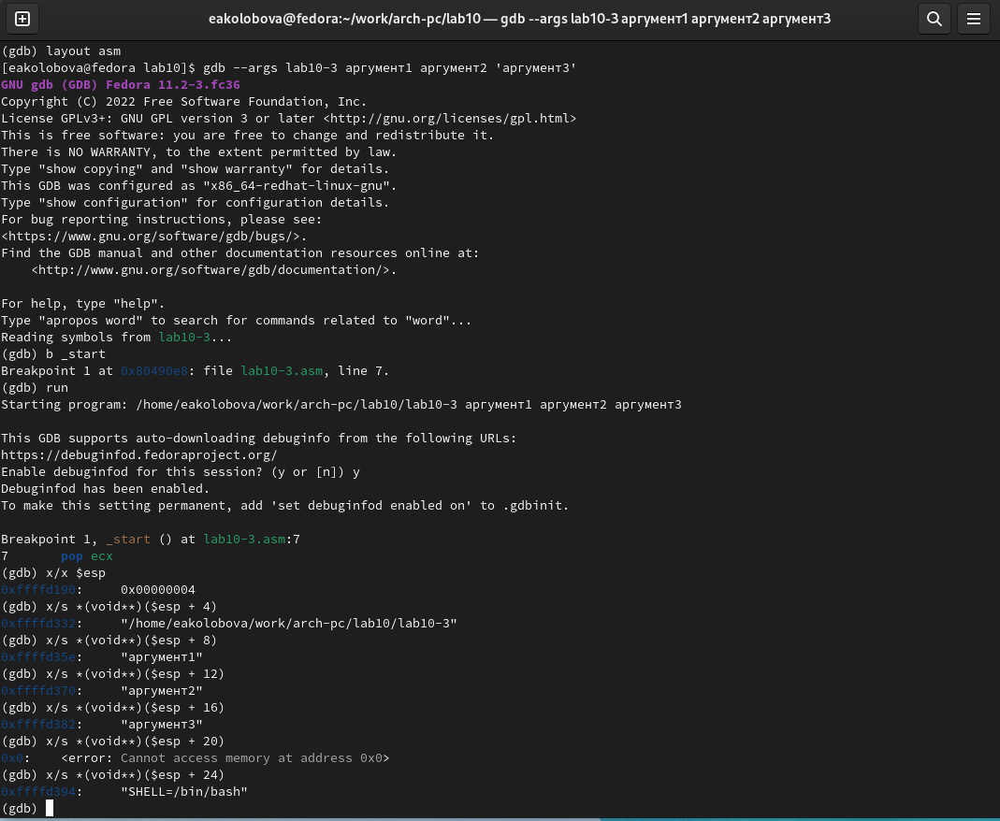 eakolobova@fedora:~/work/arch-pc/lab10 — gdb --args lab10-3 аргумент1 аргумент2 аргумент3
(gdb) layout asm
[eakolobova@fedora lab10]$ gdb --args lab10-3 аргумент1 аргумент2 'аргумент3'
GNU gdb (GDB) Fedora 11.2-3.fc36
Copyright (C) 2022 Free Software Foundation, Inc.
License GPLv3+: GNU GPL version 3 or later <http://gnu.org/licenses/gpl.html>
This is free software: you are free to change and redistribute it.
There is NO WARRANTY, to the extent permitted by law.
Type "show copying" and "show warranty" for details.
This GDB was configured as "x86_64-redhat-linux-gnu".
Type "show configuration" for configuration details.
For bug reporting instructions, please see:
<https://www.gnu.org/software/gdb/bugs/>.
Find the GDB manual and other documentation resources online at:
    <http://www.gnu.org/software/gdb/documentation/>.

For help, type "help".
Type "apropos word" to search for commands related to "word"...
Reading symbols from lab10-3...
(gdb) b _start
Breakpoint 1 at 0x80490e8: file lab10-3.asm, line 7.
(gdb) run
Starting program: /home/eakolobova/work/arch-pc/lab10/lab10-3 аргумент1 аргумент2 аргумент3

This GDB supports auto-downloading debuginfo from the following URLs:
https://debuginfod.fedoraproject.org/
Enable debuginfod for this session? (y or [n]) y
Debuginfod has been enabled.
To make this setting permanent, add 'set debuginfod enabled on' to .gdbinit.

Breakpoint 1, _start () at lab10-3.asm:7
7       pop ecx
(gdb) x/x $esp
0xffffd190:     0x00000004
(gdb) x/s *(void**)($esp + 4)
0xffffd332:     "/home/eakolobova/work/arch-pc/lab10/lab10-3"
(gdb) x/s *(void**)($esp + 8)
0xffffd35e:     "аргумент1"
(gdb) x/s *(void**)($esp + 12)
0xffffd370:     "аргумент2"
(gdb) x/s *(void**)($esp + 16)
0xffffd382:     "аргумент3"
(gdb) x/s *(void**)($esp + 20)
0x0:    <error: Cannot access memory at address 0x0>
(gdb) x/s *(void**)($esp + 24)
0xffffd394:     "SHELL=/bin/bash"
(gdb)